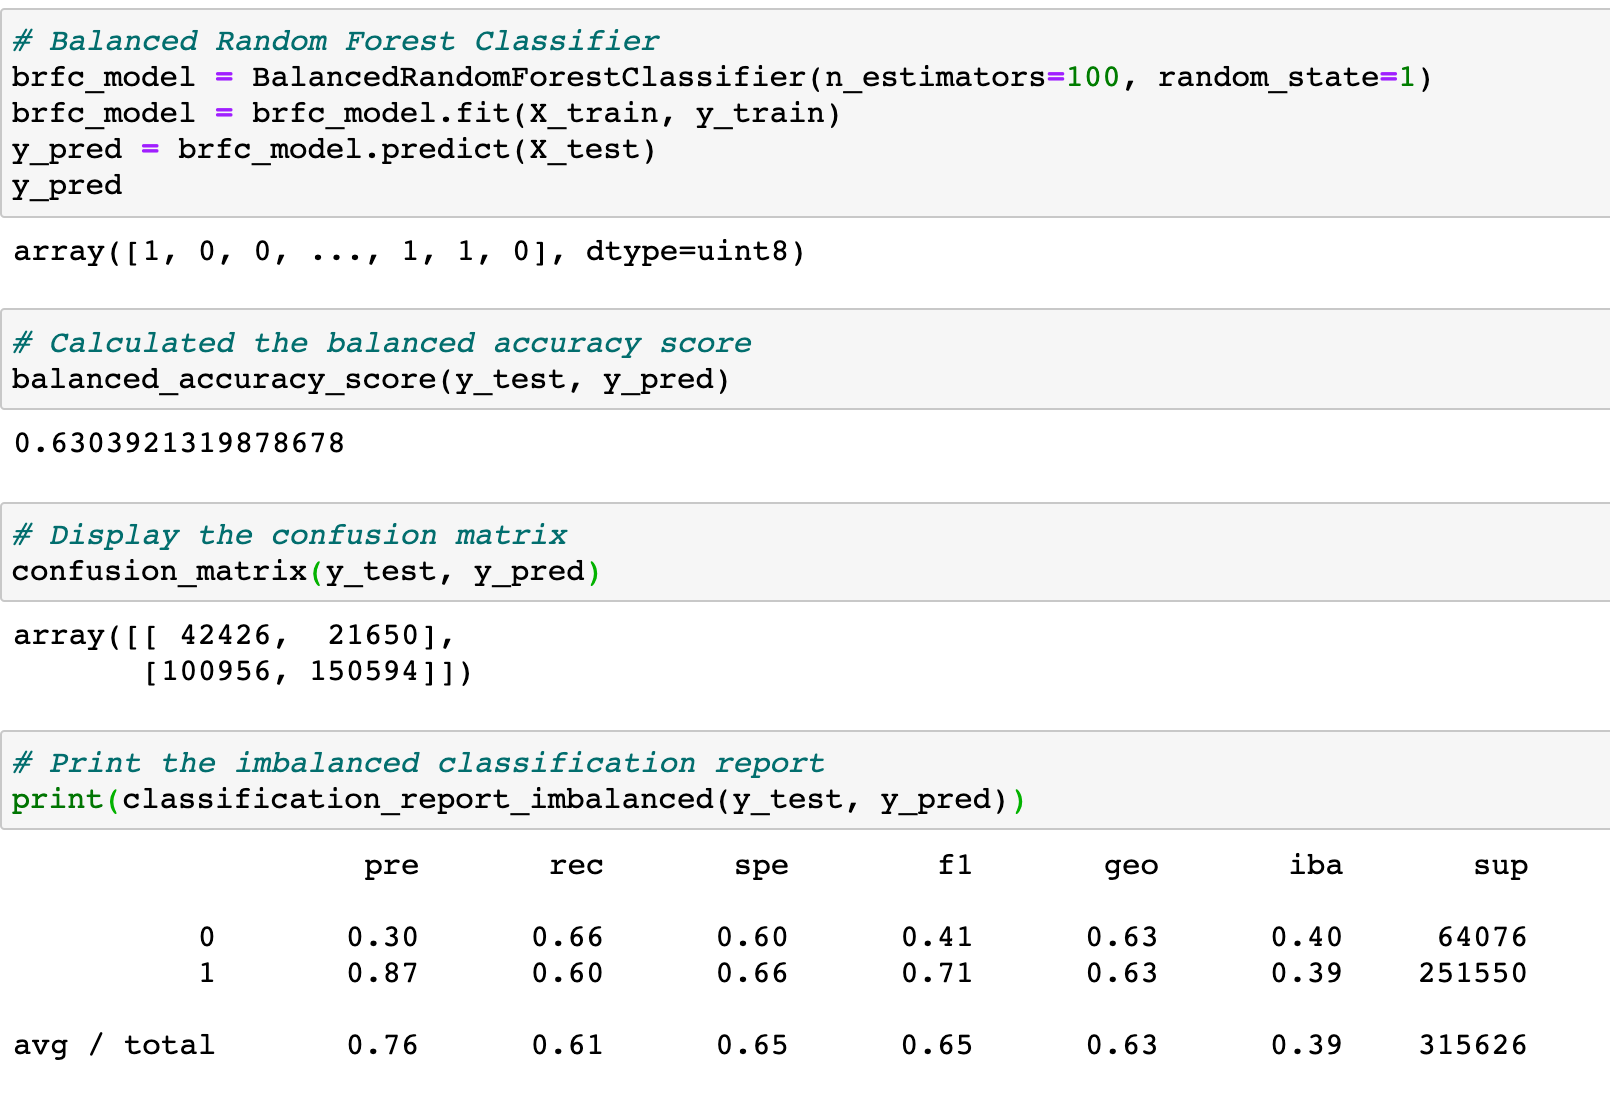 # Balanced Random Forest Classifier
brfc_model = BalancedRandomForestClassifier(n_estimators=100, random_state=1)
brfc_model = brfc_model.fit(X_train, y_train)
y_pred = brfc_model.predict(X_test)
y_pred
array([1, 0, 0, ..., 1, 1, 0], dtype=uint8)
# Calculated the balanced accuracy score
balanced_accuracy_score(y_test, y_pred)
0.6303921319878678
# Display the confusion matrix
confusion_matrix(y_test, y_pred)
array([[ 42426,  21650],
       [100956, 150594]])
# Print the imbalanced classification report
print(classification_report_imbalanced(y_test, y_pred))
                   pre       rec       spe        f1       geo       iba       sup
          0       0.30      0.66      0.60      0.41      0.63      0.40     64076
          1       0.87      0.60      0.66      0.71      0.63      0.39    251550
avg / total       0.76      0.61      0.65      0.65      0.63      0.39    315626